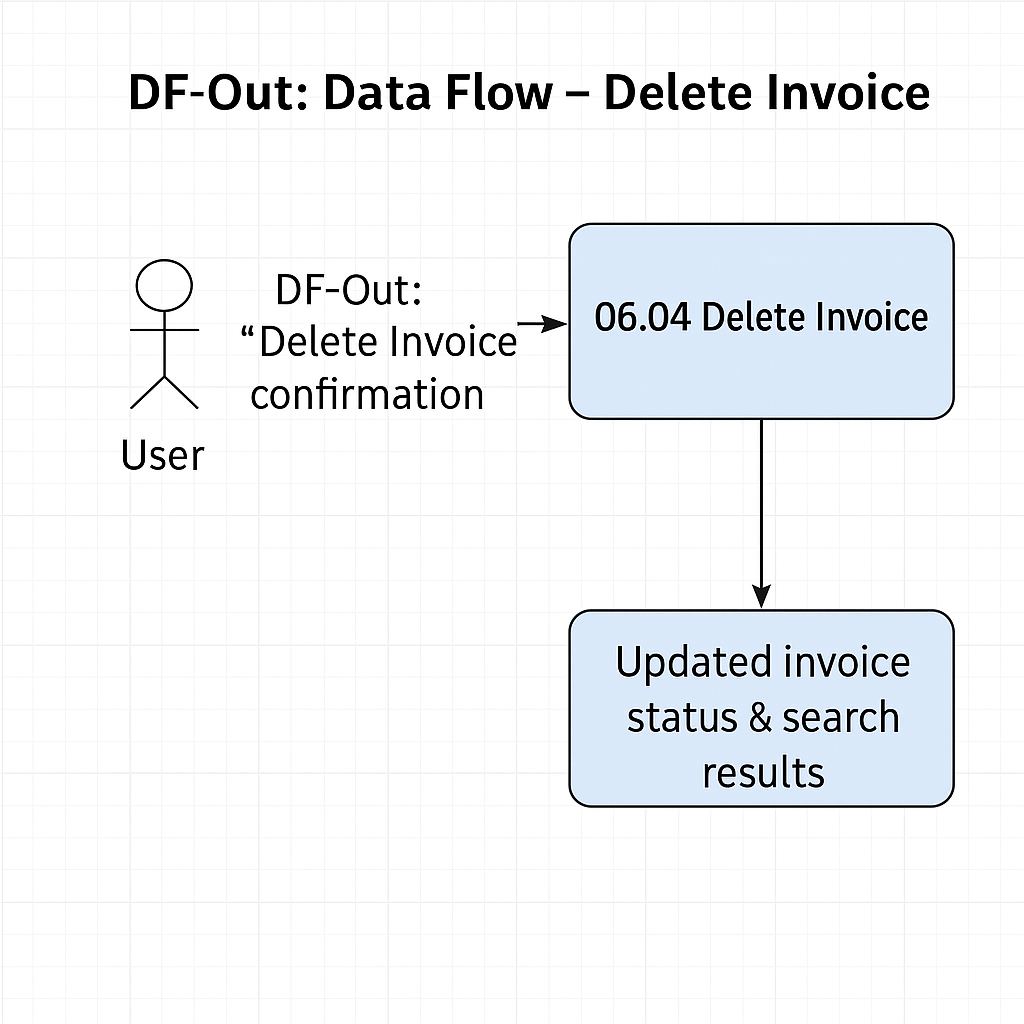 DF-Out: Data Flow – Delete Invoice
DF-Out:
“Delete Invoice
confirmation
User
06.04 Delete Invoice
Updated invoice
status & search
results